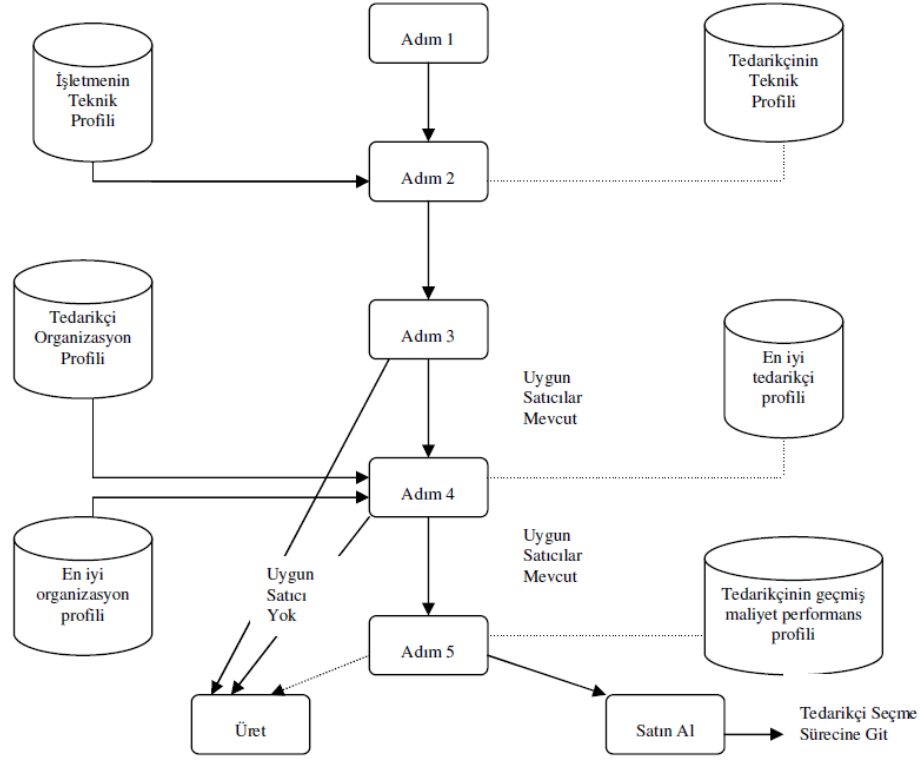 Adım 1
İşletmenin
Teknik
Profili
Tedarikçinin
Teknik
Profili
Adım 2
Tedarikçi
Organizasyon
Profili
Adım 3
En iyi
tedarikçi
profili
Uygun
Satıcılar
Mevcut
Adım 4
En iyi
organizasyon
profili
Uygun
Satıcı
Yok
Uygun
Satıcılar
Mevcut
Tedarikçinin geçmiş
maliyet performans
profili
Adım 5
Üret
Satın Al
Tedarikçi Seçme
Sürecine Git